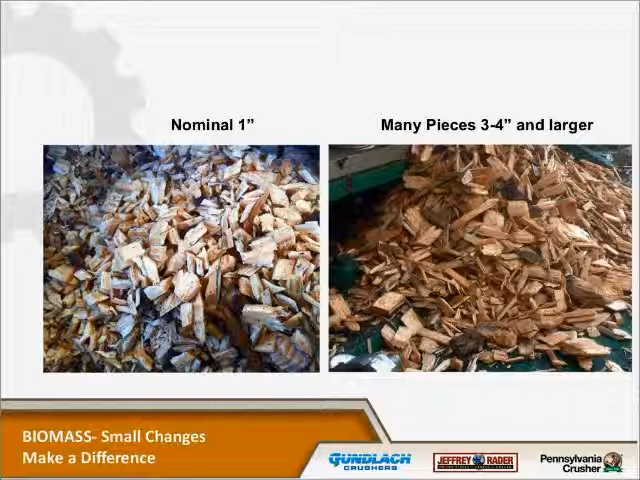 Nominal 1”
Many Pieces 3-4” and larger
BIOMASS- Small Changes
Make a Difference
GUNDLACH
CRUSHERS
JEFFREY RADER
Pennsylvania
Crusher